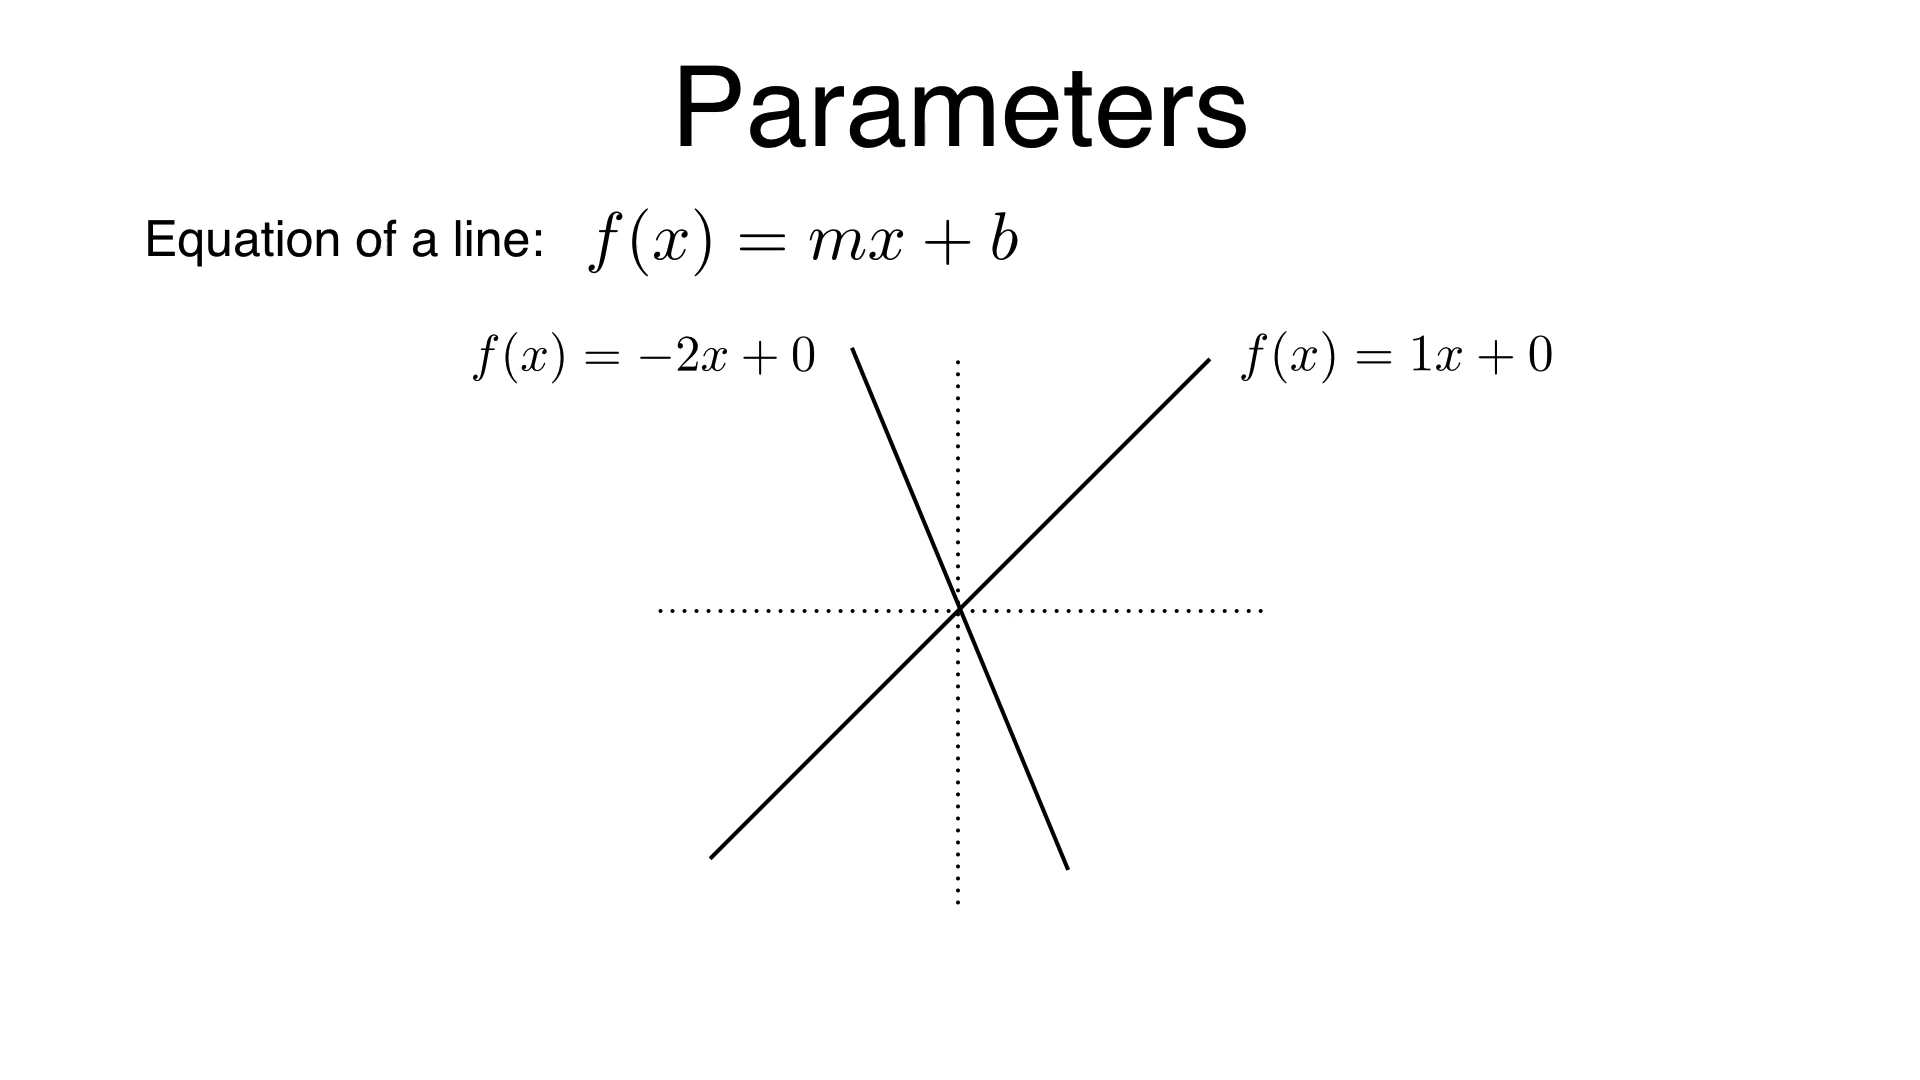 Parameters
Equation of a line: f(x) = mx + b
f(x) = −2x + 0
f(x) = 1x + 0